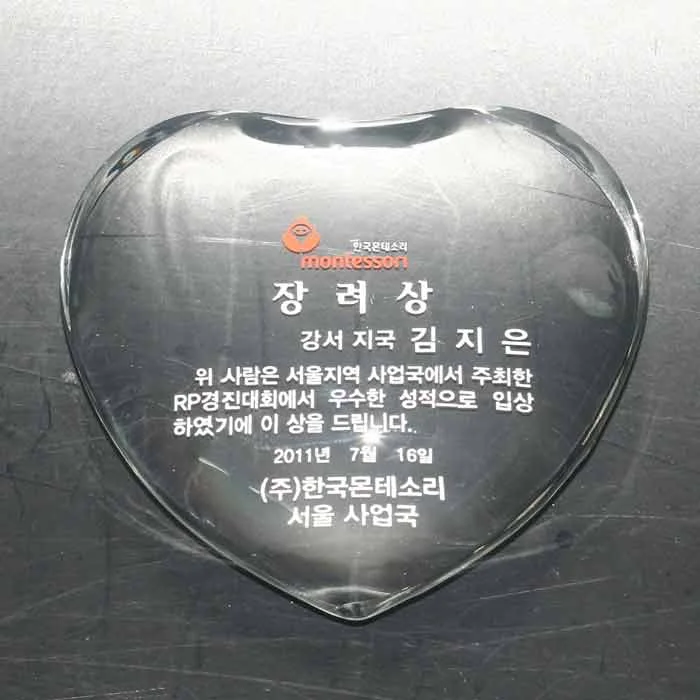 한국몬테소리
montessori
장 려 상
강서 지국 김 지 은
위 사람은 서울지역 사업국에서 주최한
RP경진대회에서 우수한 성적으로 입상
하였기에 이 상을 드립니다.
2011년 7월 16일
(주)한국몬테소리
서울 사업국